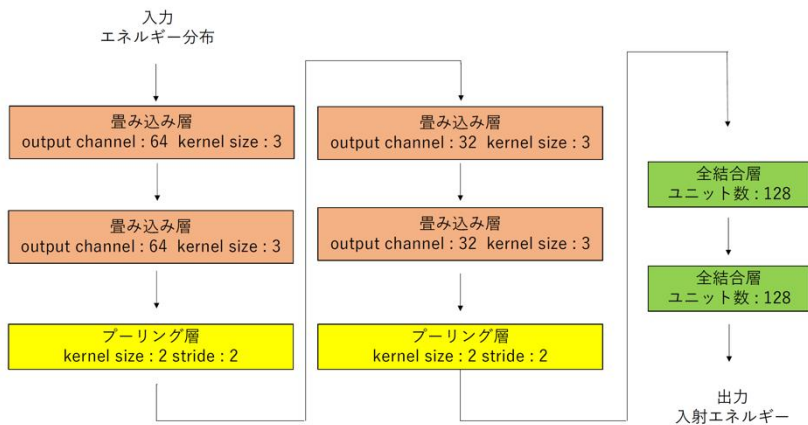 入力
エネルギー分布
畳み込み層
output channel : 64 kernel size : 3
畳み込み層
output channel : 64 kernel size : 3
プーリング層
kernel size : 2 stride : 2
畳み込み層
output channel : 32 kernel size : 3
畳み込み層
output channel : 32 kernel size : 3
プーリング層
kernel size : 2 stride : 2
全結合層
ユニット数 : 128
全結合層
ユニット数 : 128
出力
入射エネルギー